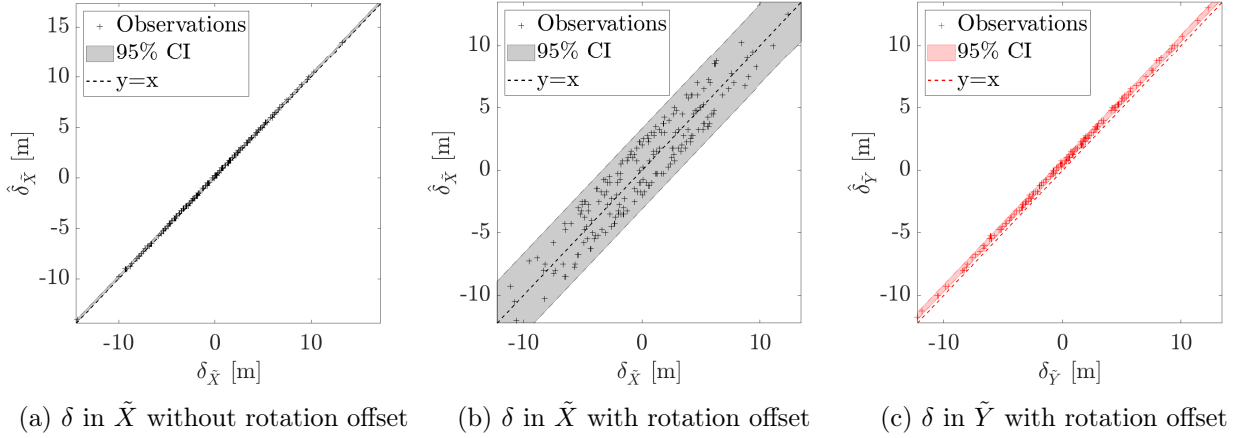 15
10
5
0
-5
-10
-10
0
10
δ̂_X̃ [m]
δ_X̃ [m]
Observations
95% CI
y=x
(a) δ in X̃ without rotation offset
10
5
0
-5
-10
-10
0
10
δ̂_X̃ [m]
δ_X̃ [m]
Observations
95% CI
y=x
(b) δ in X̃ with rotation offset
10
5
0
-5
-10
-10
0
10
δ̂_Ỹ [m]
δ_Ỹ [m]
Observations
95% CI
y=x
(c) δ in Ỹ with rotation offset